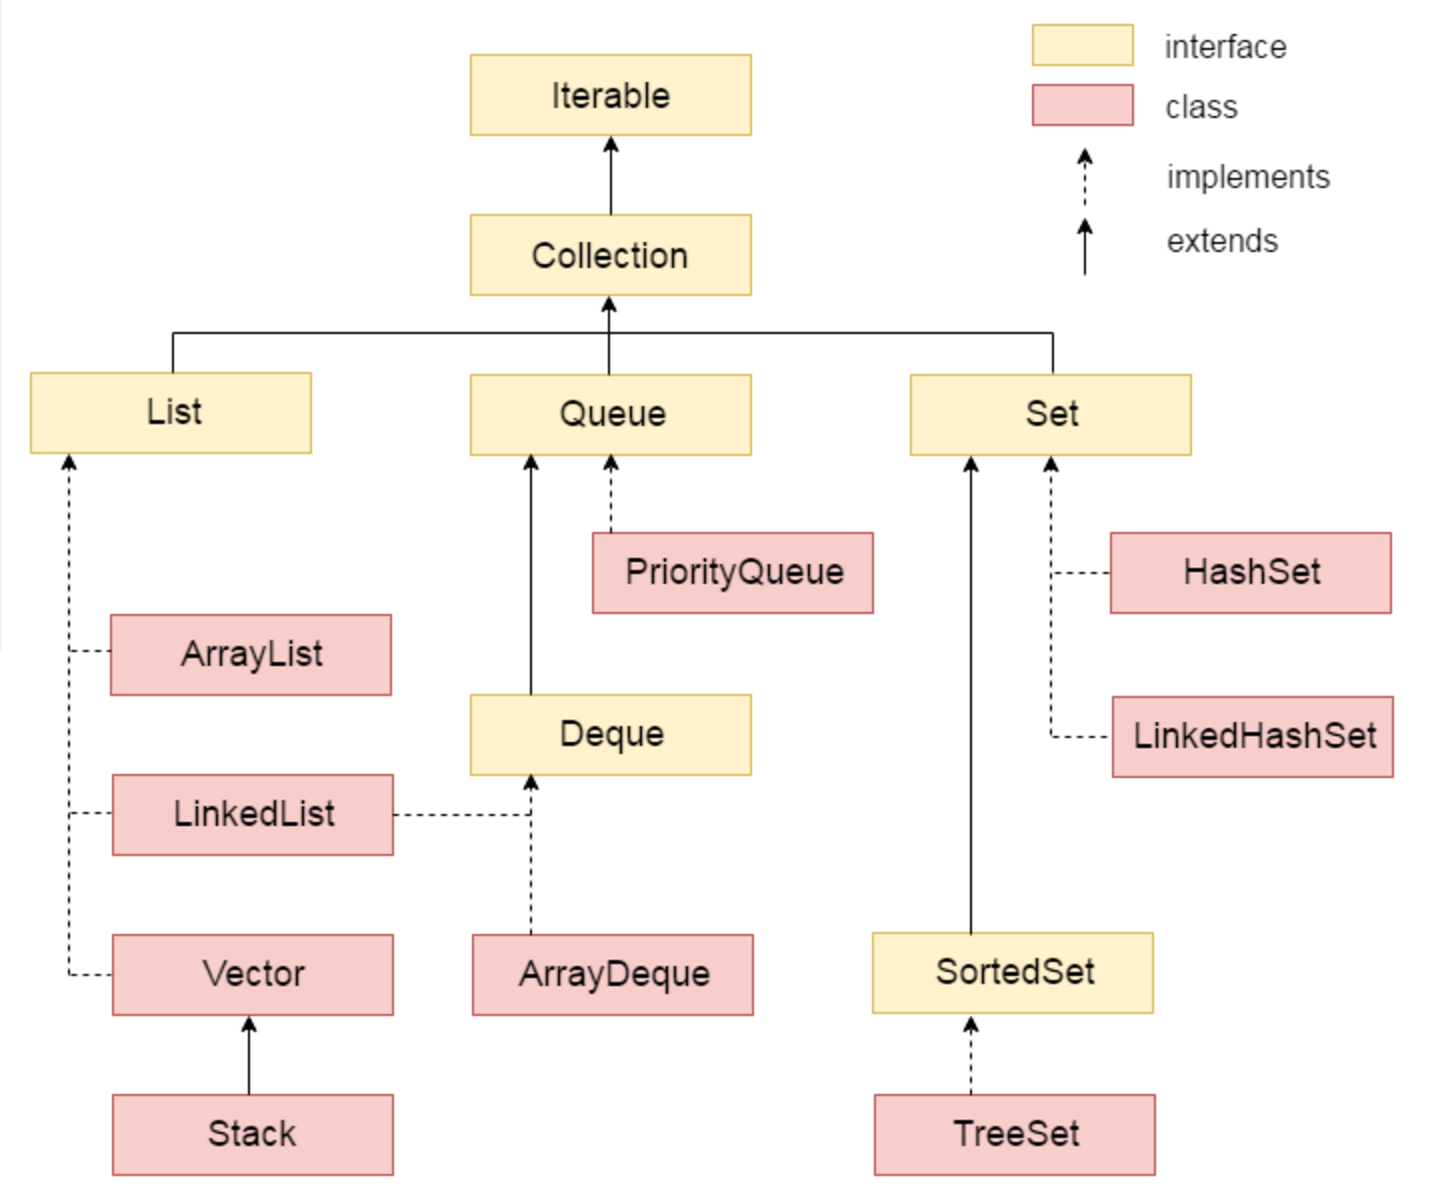 interface
Iterable
class
implements
extends
Collection
List
Queue
Set
PriorityQueue
HashSet
ArrayList
Deque
LinkedHashSet
LinkedList
Vector
ArrayDeque
SortedSet
Stack
TreeSet